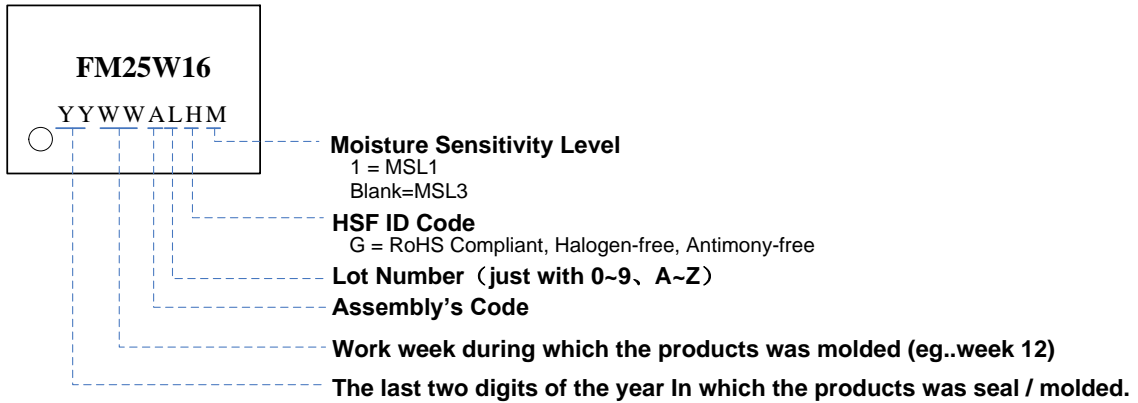 FM25W16
YYWWALHM
Moisture Sensitivity Level
1 = MSL1
Blank=MSL3
HSF ID Code
G = RoHS Compliant, Halogen-free, Antimony-free
Lot Number（just with 0~9、A~Z）
Assembly’s Code
Work week during which the products was molded (eg..week 12)
The last two digits of the year In which the products was seal / molded.